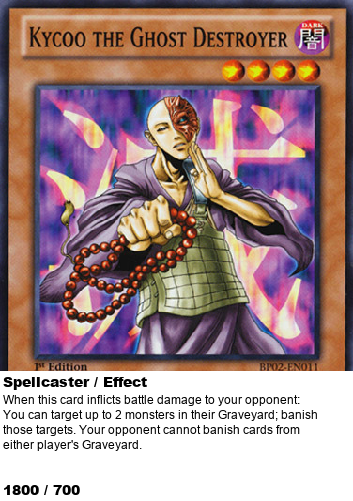 KYCOO THE GHOST DESTROYER
DARK
闇
1st Edition
BP02-EN011
Spellcaster / Effect
When this card inflicts battle damage to your opponent:
You can target up to 2 monsters in their Graveyard; banish
those targets. Your opponent cannot banish cards from
either player's Graveyard.
1800 / 700